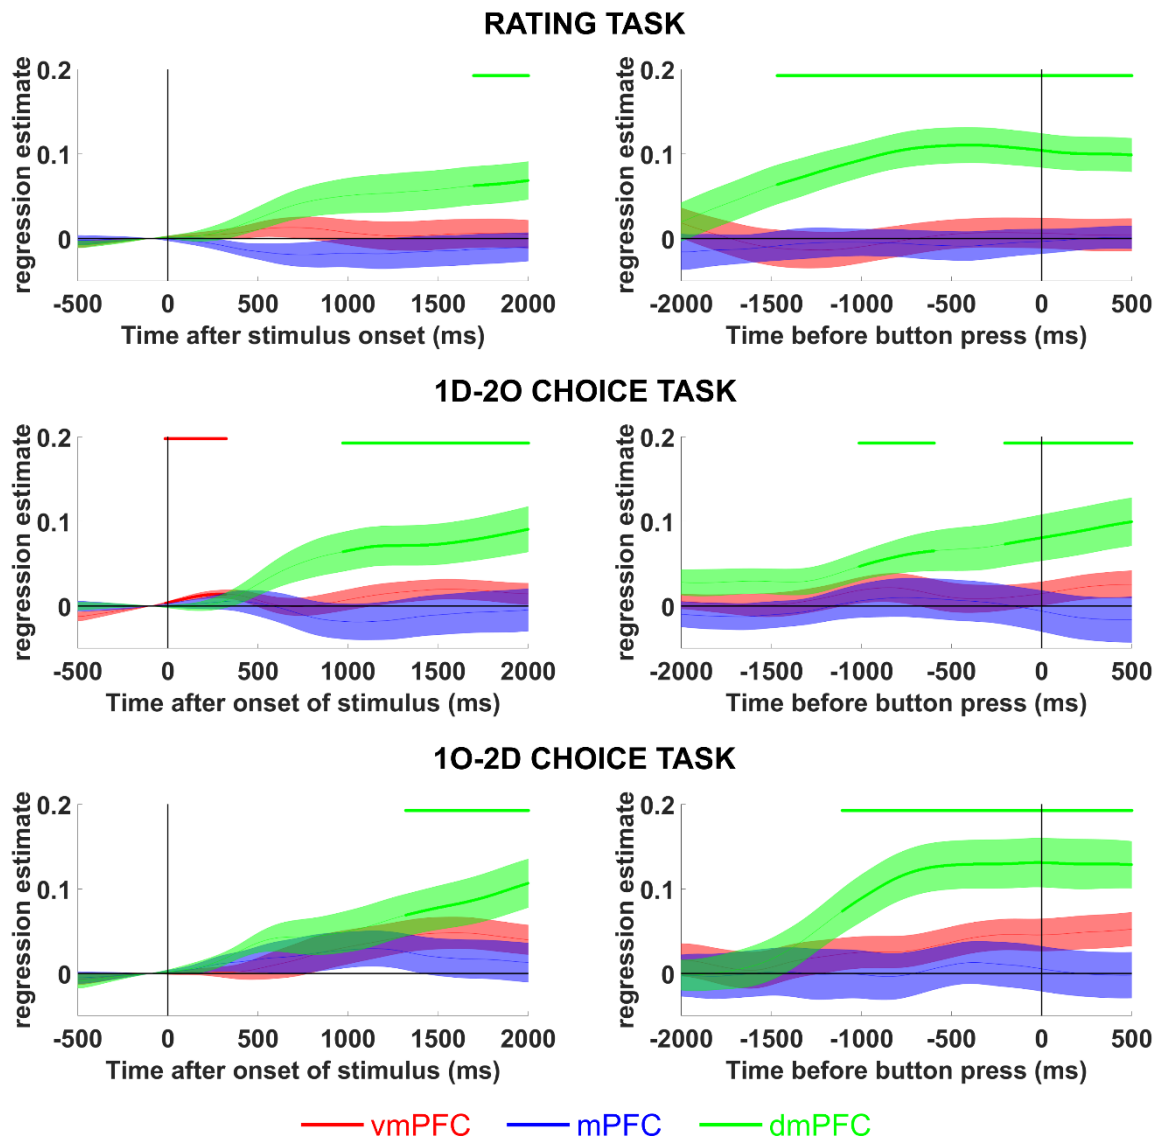 RATING TASK
0.2
0.1
0
regression estimate
-500 0 500 1000 1500 2000
Time after stimulus onset (ms)
0.2
0.1
0
regression estimate
-2000 -1500 -1000 -500 0 500
Time before button press (ms)
1D-2O CHOICE TASK
0.2
0.1
0
regression estimate
-500 0 500 1000 1500 2000
Time after onset of stimulus (ms)
0.2
0.1
0
regression estimate
-2000 -1500 -1000 -500 0 500
Time before button press (ms)
1O-2D CHOICE TASK
0.2
0.1
0
regression estimate
-500 0 500 1000 1500 2000
Time after onset of stimulus (ms)
0.2
0.1
0
regression estimate
-2000 -1500 -1000 -500 0 500
Time before button press (ms)
vmPFC mPFC dmPFC